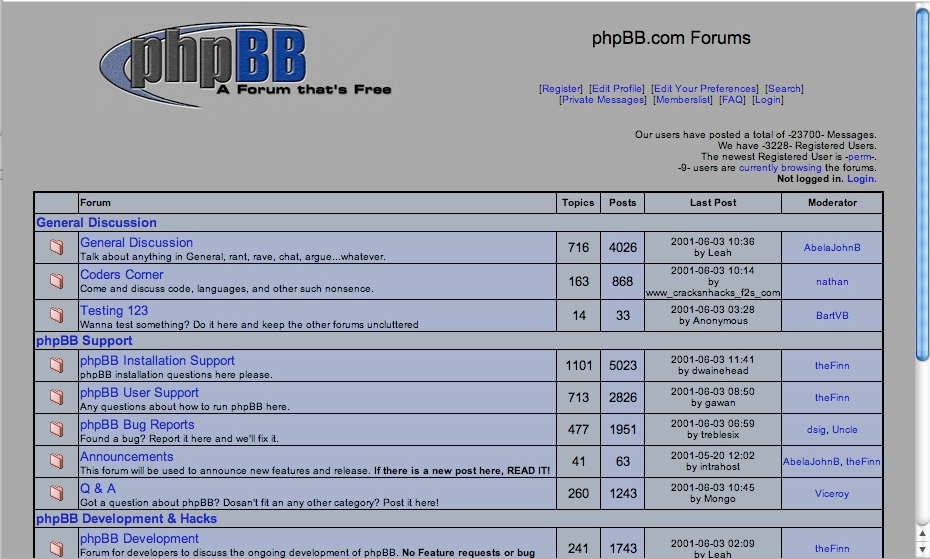 phpBB
A Forum that's Free
phpBB.com Forums
[Register] [Edit Profile] [Edit Your Preferences] [Search]
[Private Messages] [Memberslist] [FAQ] [Login]
Our users have posted a total of -23700- Messages.
We have -3228- Registered Users.
The newest Registered User is -perm-.
-9- users are currently browsing the forums.
Not logged in. Login.
Forum Topics Posts Last Post Moderator
General Discussion
General Discussion
Talk about anything in General, rant, rave, chat, argue...whatever.
716 4026
2001-06-03 10:36
by Leah
AbelaJohnB
Coders Corner
Come and discuss code, languages, and other such nonsence.
163 868
2001-06-03 10:14
by
www_cracksnhacks_f2s_com
nathan
Testing 123
Wanna test something? Do it here and keep the other forums uncluttered
14 33
2001-06-03 03:28
by Anonymous
BartVB
phpBB Support
phpBB Installation Support
phpBB installation questions here please.
1101 5023
2001-06-03 11:41
by dwainehead
theFinn
phpBB User Support
Any questions about how to run phpBB here.
713 2826
2001-06-03 08:50
by gawan
theFinn
phpBB Bug Reports
Found a bug? Report it here and we'll fix it.
477 1951
2001-06-03 06:59
by treblesix
dsig, Uncle
Announcements
This forum will be used to announce new features and release. If there is a new post here, READ IT!
41 63
2001-05-20 12:02
by intrahost
AbelaJohnB, theFinn
Q & A
Got a question about phpBB? Dosan't fit an any other category? Post it here!
260 1243
2001-06-03 10:45
by Mongo
Viceroy
phpBB Development & Hacks
phpBB Development
Forum for developers to discuss the ongoing development of phpBB. No Feature requests or bug
241 1743
2001-06-03 02:09
by Leah
theFinn